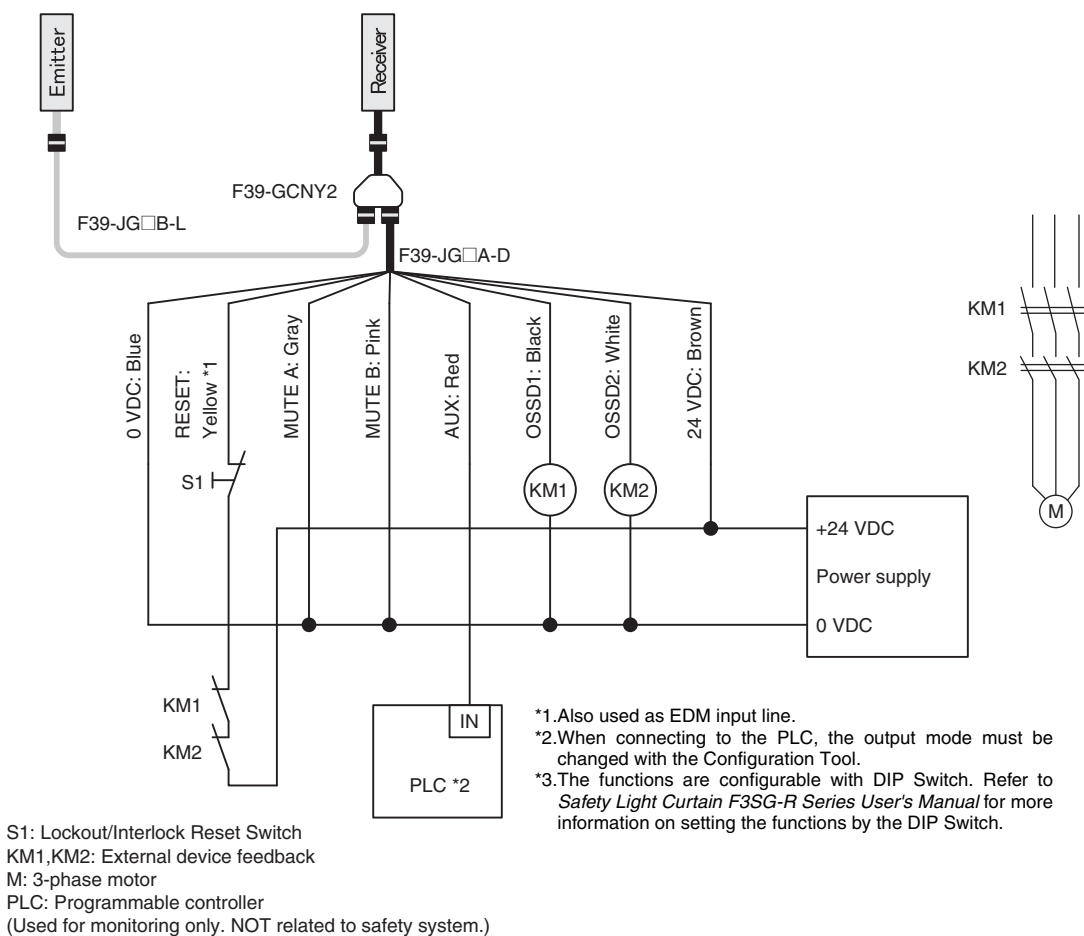 Emitter
Receiver
F39-GCNY2
F39-JG□B-L
F39-JG□A-D
0 VDC: Blue
RESET:
Yellow *1
MUTE A: Gray
MUTE B: Pink
AUX: Red
OSSD1: Black
OSSD2: White
24 VDC: Brown
KM1
KM2
M
S1
KM1
KM2
+24 VDC
Power supply
0 VDC
KM1
KM2
IN
PLC *2
*1.Also used as EDM input line.
*2.When connecting to the PLC, the output mode must be
changed with the Configuration Tool.
*3.The functions are configurable with DIP Switch. Refer to
Safety Light Curtain F3SG-R Series User's Manual for more
information on setting the functions by the DIP Switch.
S1: Lockout/Interlock Reset Switch
KM1,KM2: External device feedback
M: 3-phase motor
PLC: Programmable controller
(Used for monitoring only. NOT related to safety system.)